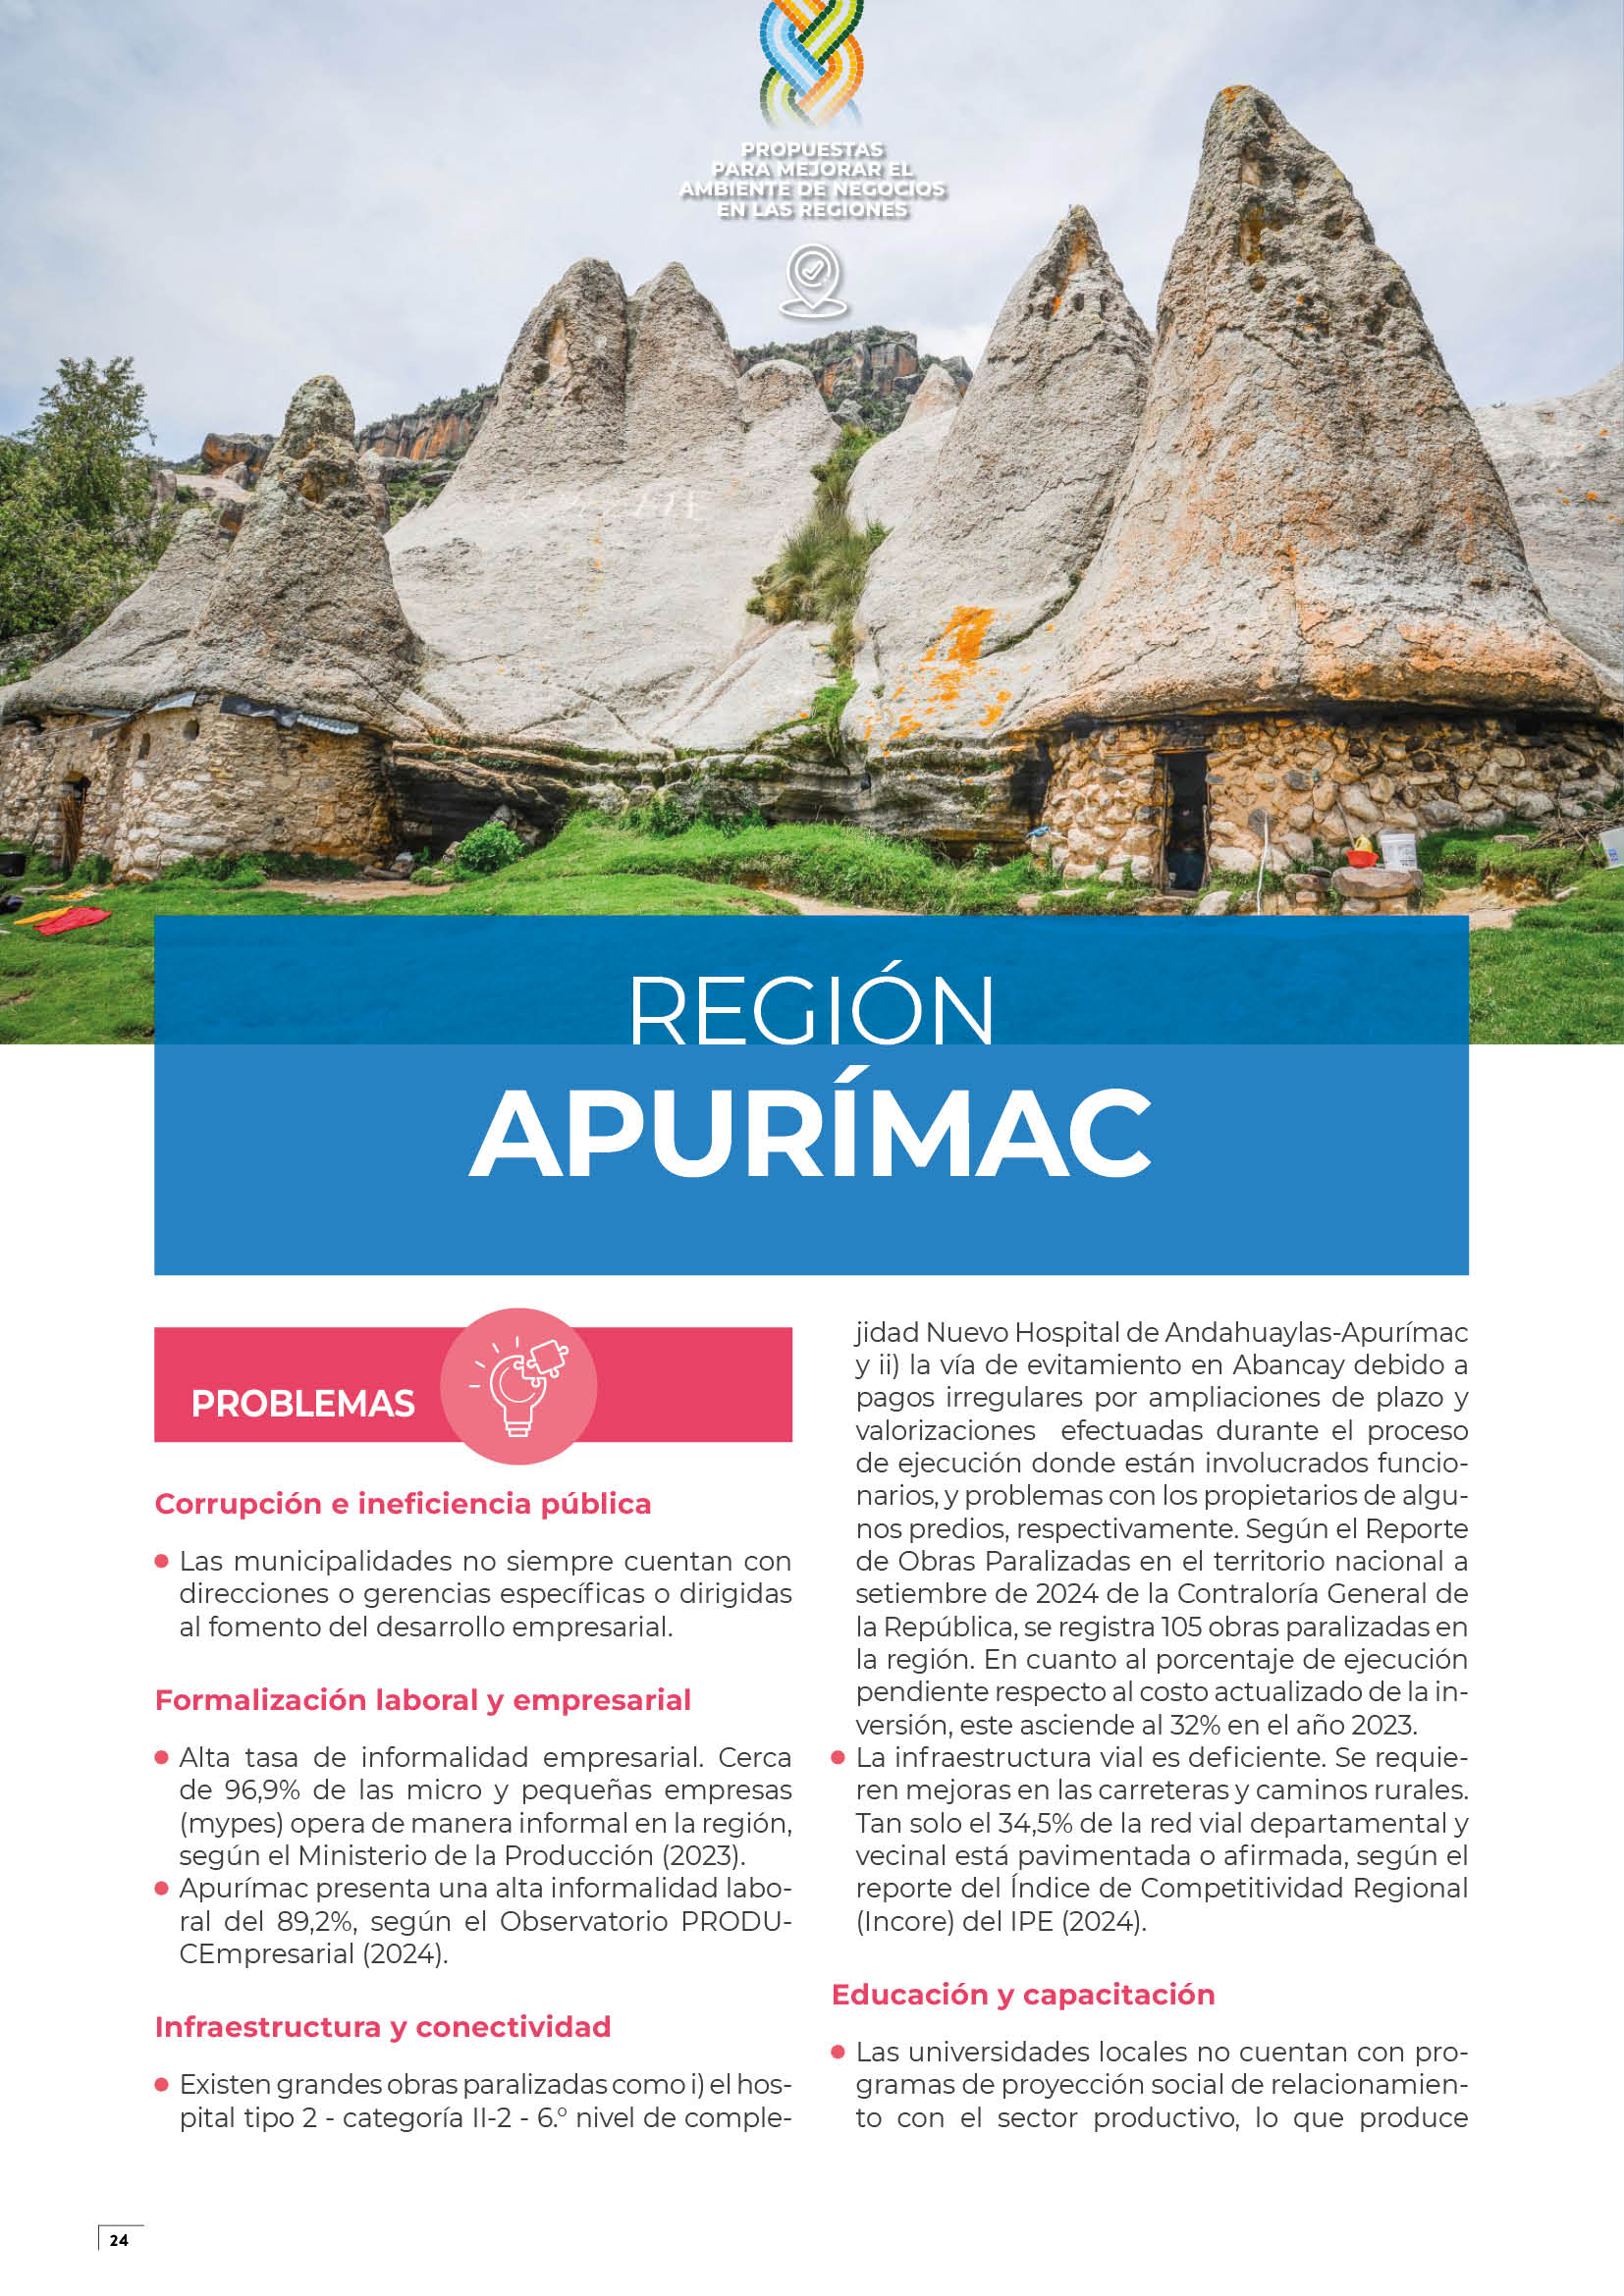 PROPUESTAS
PARA MEJORAR EL
AMBIENTE DE NEGOCIOS
EN LAS REGIONES
REGIÓN
APURÍMAC
PROBLEMAS
Corrupción e ineficiencia pública
Las municipalidades no siempre cuentan con
direcciones o gerencias específicas o dirigidas
al fomento del desarrollo empresarial.
Formalización laboral y empresarial
Alta tasa de informalidad empresarial. Cerca
de 96,9% de las micro y pequeñas empresas
(mypes) opera de manera informal en la región,
según el Ministerio de la Producción (2023).
Apurímac presenta una alta informalidad labo-
ral del 89,2%, según el Observatorio PRODU-
CEmpresarial (2024).
Infraestructura y conectividad
Existen grandes obras paralizadas como i) el hos-
pital tipo 2 - categoría II-2 - 6.º nivel de comple-
jidad Nuevo Hospital de Andahuaylas-Apurímac
y ii) la vía de evitamiento en Abancay debido a
pagos irregulares por ampliaciones de plazo y
valorizaciones efectuadas durante el proceso
de ejecución donde están involucrados funcio-
narios, y problemas con los propietarios de algu-
nos predios, respectivamente. Según el Reporte
de Obras Paralizadas en el territorio nacional a
setiembre de 2024 de la Contraloría General de
la República, se registra 105 obras paralizadas en
la región. En cuanto al porcentaje de ejecución
pendiente respecto al costo actualizado de la in-
versión, este asciende al 32% en el año 2023.
La infraestructura vial es deficiente. Se requie-
ren mejoras en las carreteras y caminos rurales.
Tan solo el 34,5% de la red vial departamental y
vecinal está pavimentada o afirmada, según el
reporte del Índice de Competitividad Regional
(Incore) del IPE (2024).
Educación y capacitación
Las universidades locales no cuentan con pro-
gramas de proyección social de relacionamien-
to con el sector productivo, lo que produce
24